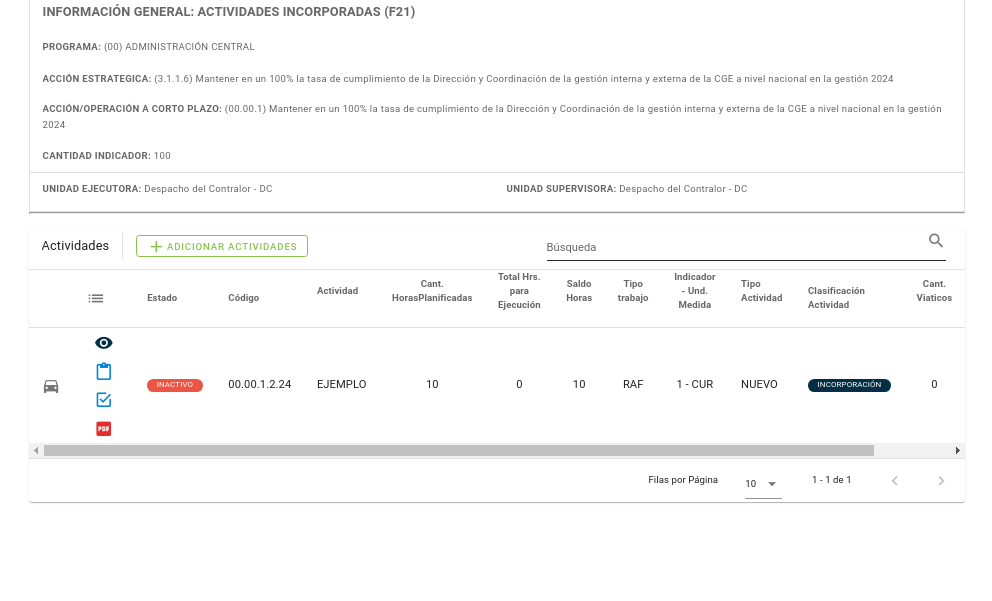 INFORMACIÓN GENERAL: ACTIVIDADES INCORPORADAS (F21)
PROGRAMA: (00) ADMINISTRACIÓN CENTRAL
ACCIÓN ESTRATEGICA: (3.1.1.6) Mantener en un 100% la tasa de cumplimiento de la Dirección y Coordinación de la gestión interna y externa de la CGE a nivel nacional en la gestión 2024
ACCIÓN/OPERACIÓN A CORTO PLAZO: (00.00.1) Mantener en un 100% la tasa de cumplimiento de la Dirección y Coordinación de la gestión interna y externa de la CGE a nivel nacional en la gestión
2024
CANTIDAD INDICADOR: 100
UNIDAD EJECUTORA: Despacho del Contralor - DC UNIDAD SUPERVISORA: Despacho del Contralor - DC
Actividades ADICIONAR ACTIVIDADES Búsqueda
Estado
Código
Actividad
Cant.
HorasPlanificadas
Total Hrs.
para
Ejecución
Saldo
Horas
Tipo
trabajo
Indicador
- Und.
Medida
Tipo
Actividad
Clasificación
Actividad
Cant.
Viaticos
INACTIVO 00.00.1.2.24 EJEMPLO 10 0 10 RAF 1 - CUR NUEVO INCORPORACIÓN 0
PDF
Filas por Página 10 1 - 1 de 1